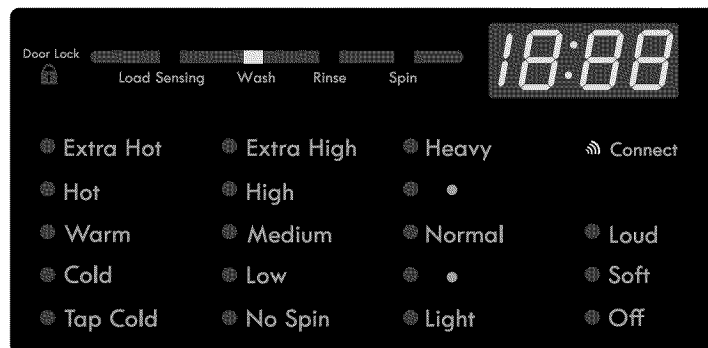 18:88
Door Lock
Load Sensing Wash Rinse Spin
Extra Hot Extra High Heavy Connect
Hot High
Warm Medium Normal Loud
Cold Low Soft
Tap Cold No Spin Light Off